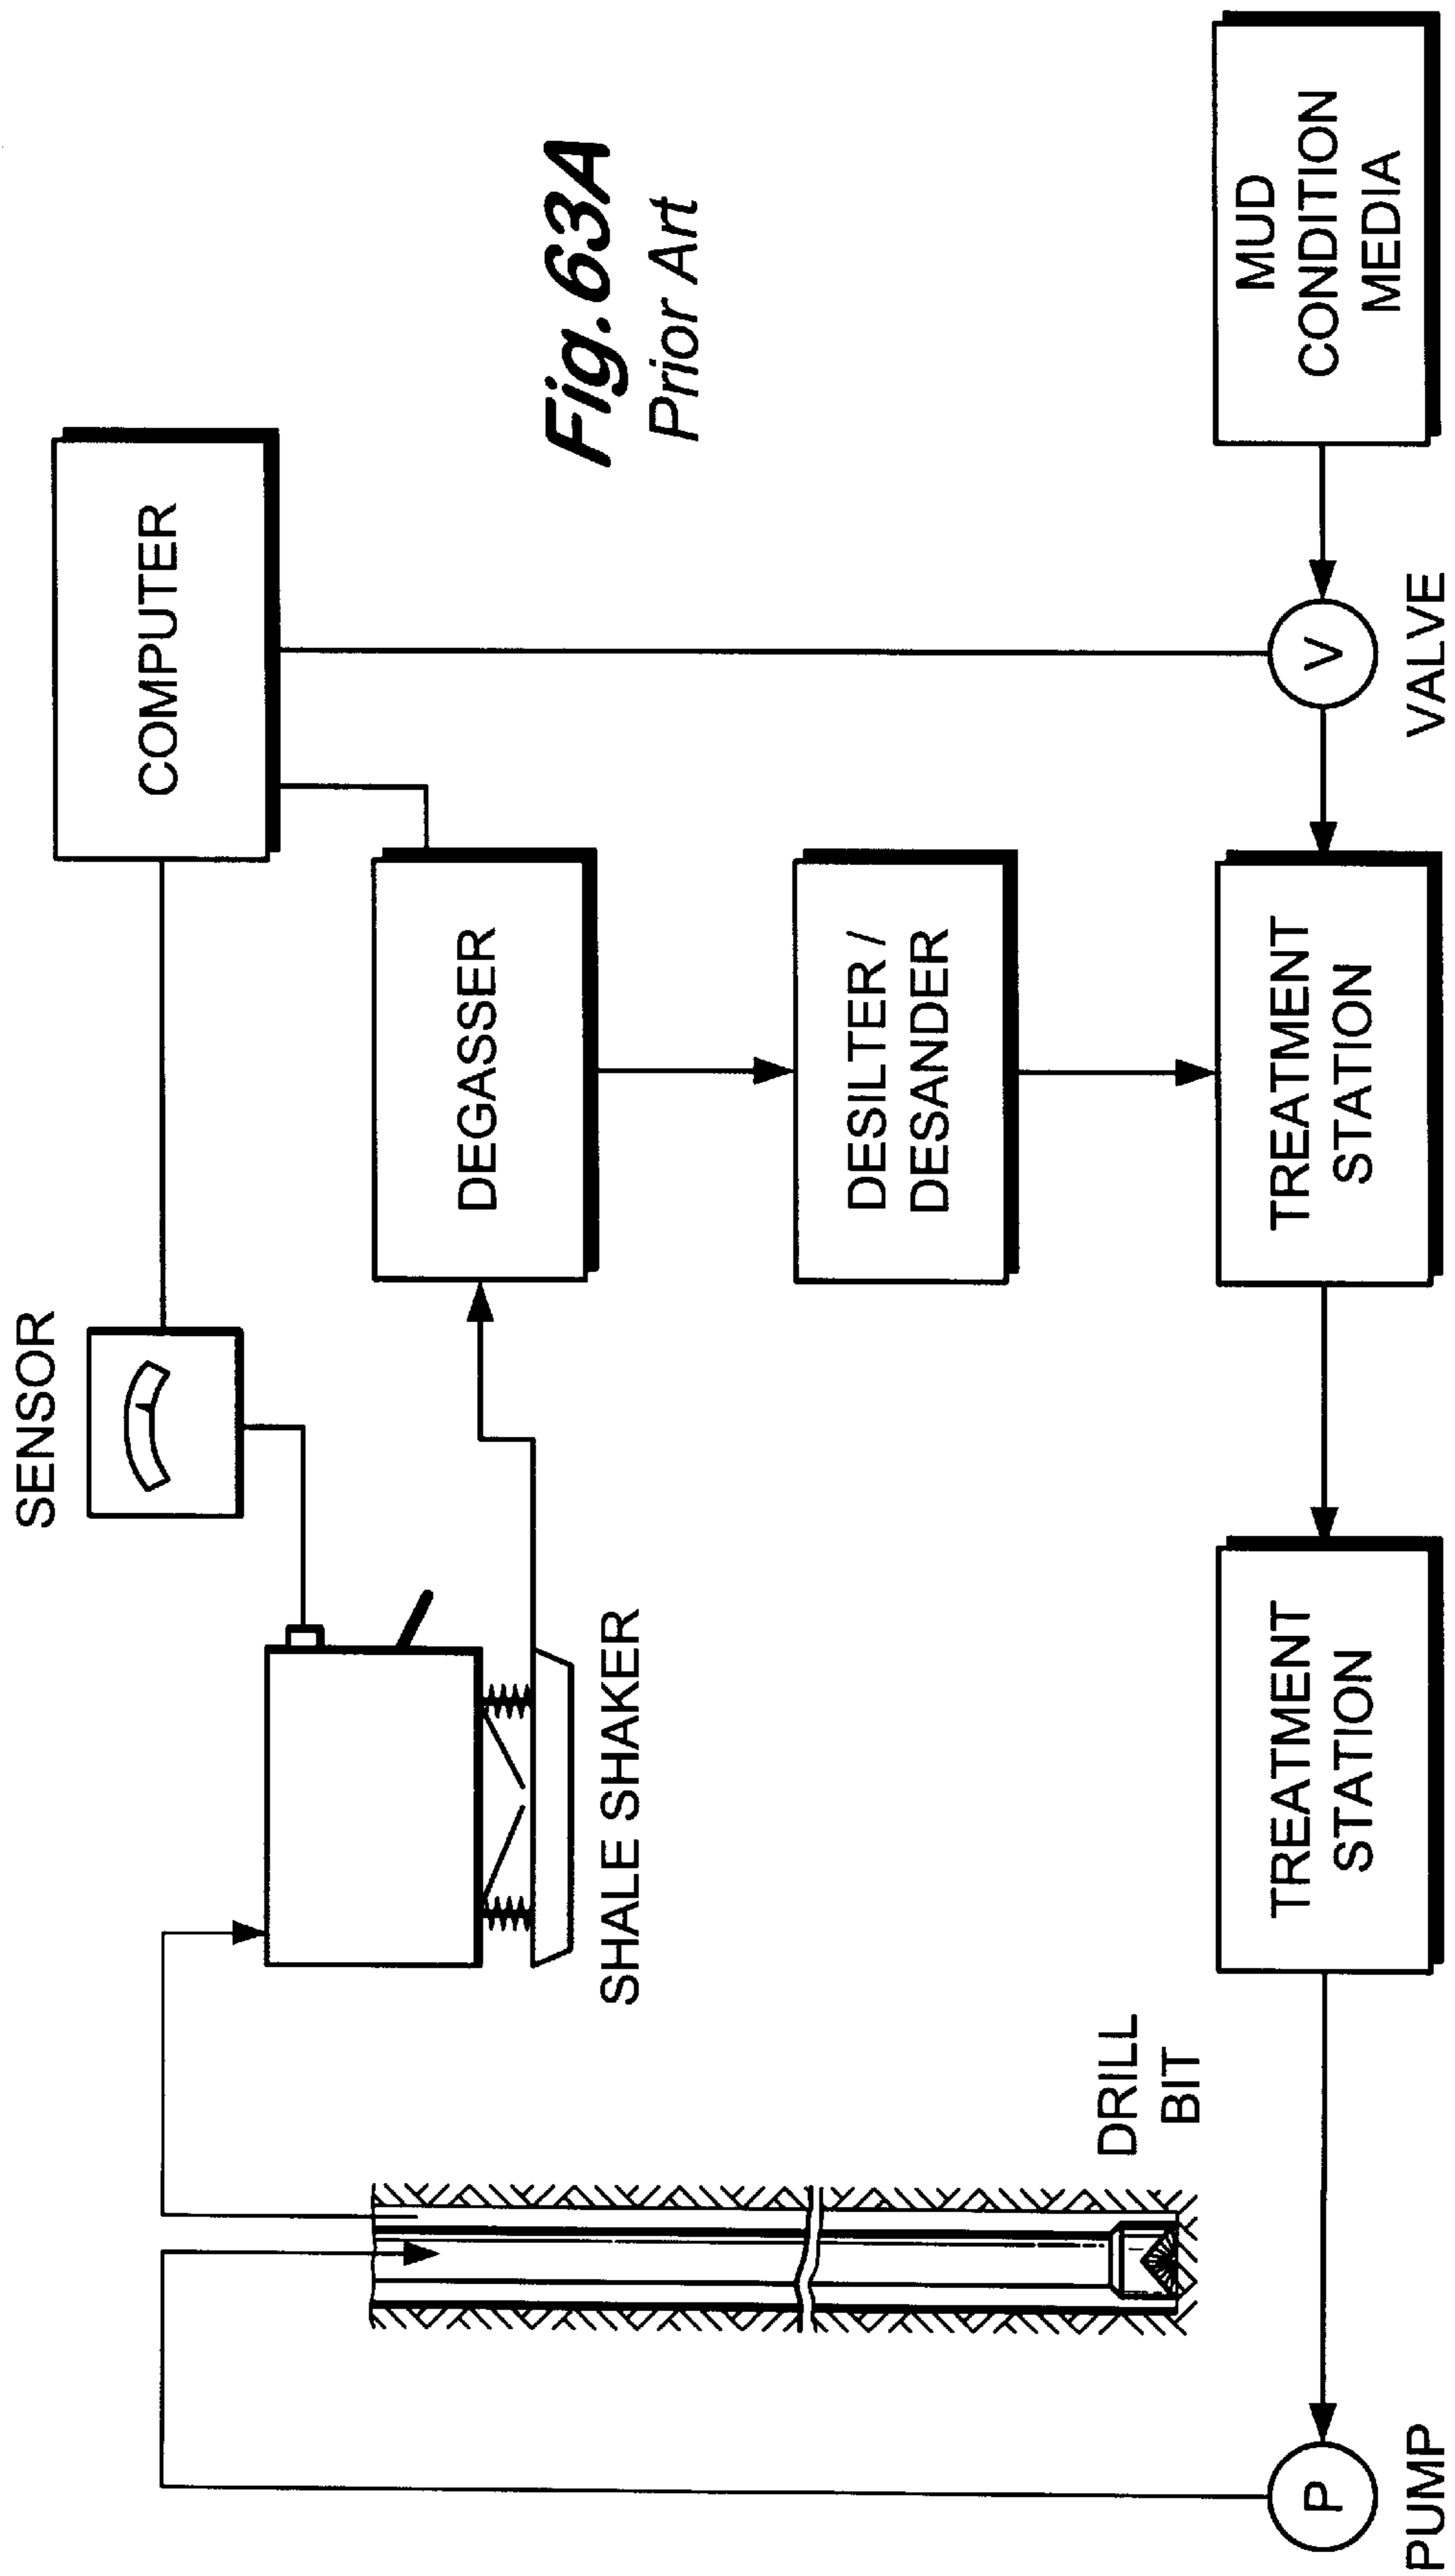 SENSOR
COMPUTER
Fig. 63A
Prior Art
DEGASSER
SHALE SHAKER
DESILTER /
DESANDER
DRILL
BIT
MUD
CONDITION
MEDIA
TREATMENT
STATION
TREATMENT
STATION
P
V
PUMP
VALVE